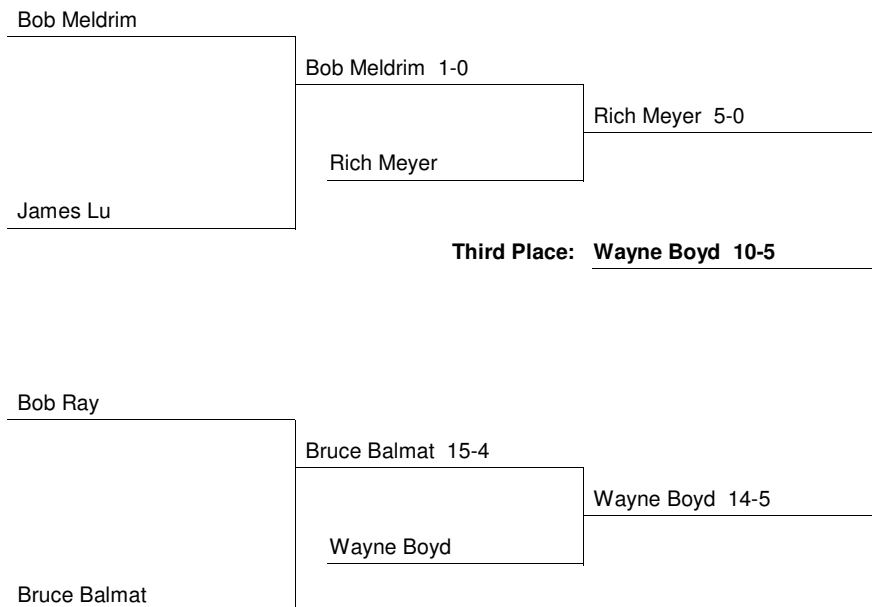 Bob Meldrim
Bob Meldrim 1-0
Rich Meyer 5-0
Rich Meyer
James Lu
Third Place: Wayne Boyd 10-5
Bob Ray
Bruce Balmat 15-4
Wayne Boyd 14-5
Wayne Boyd
Bruce Balmat